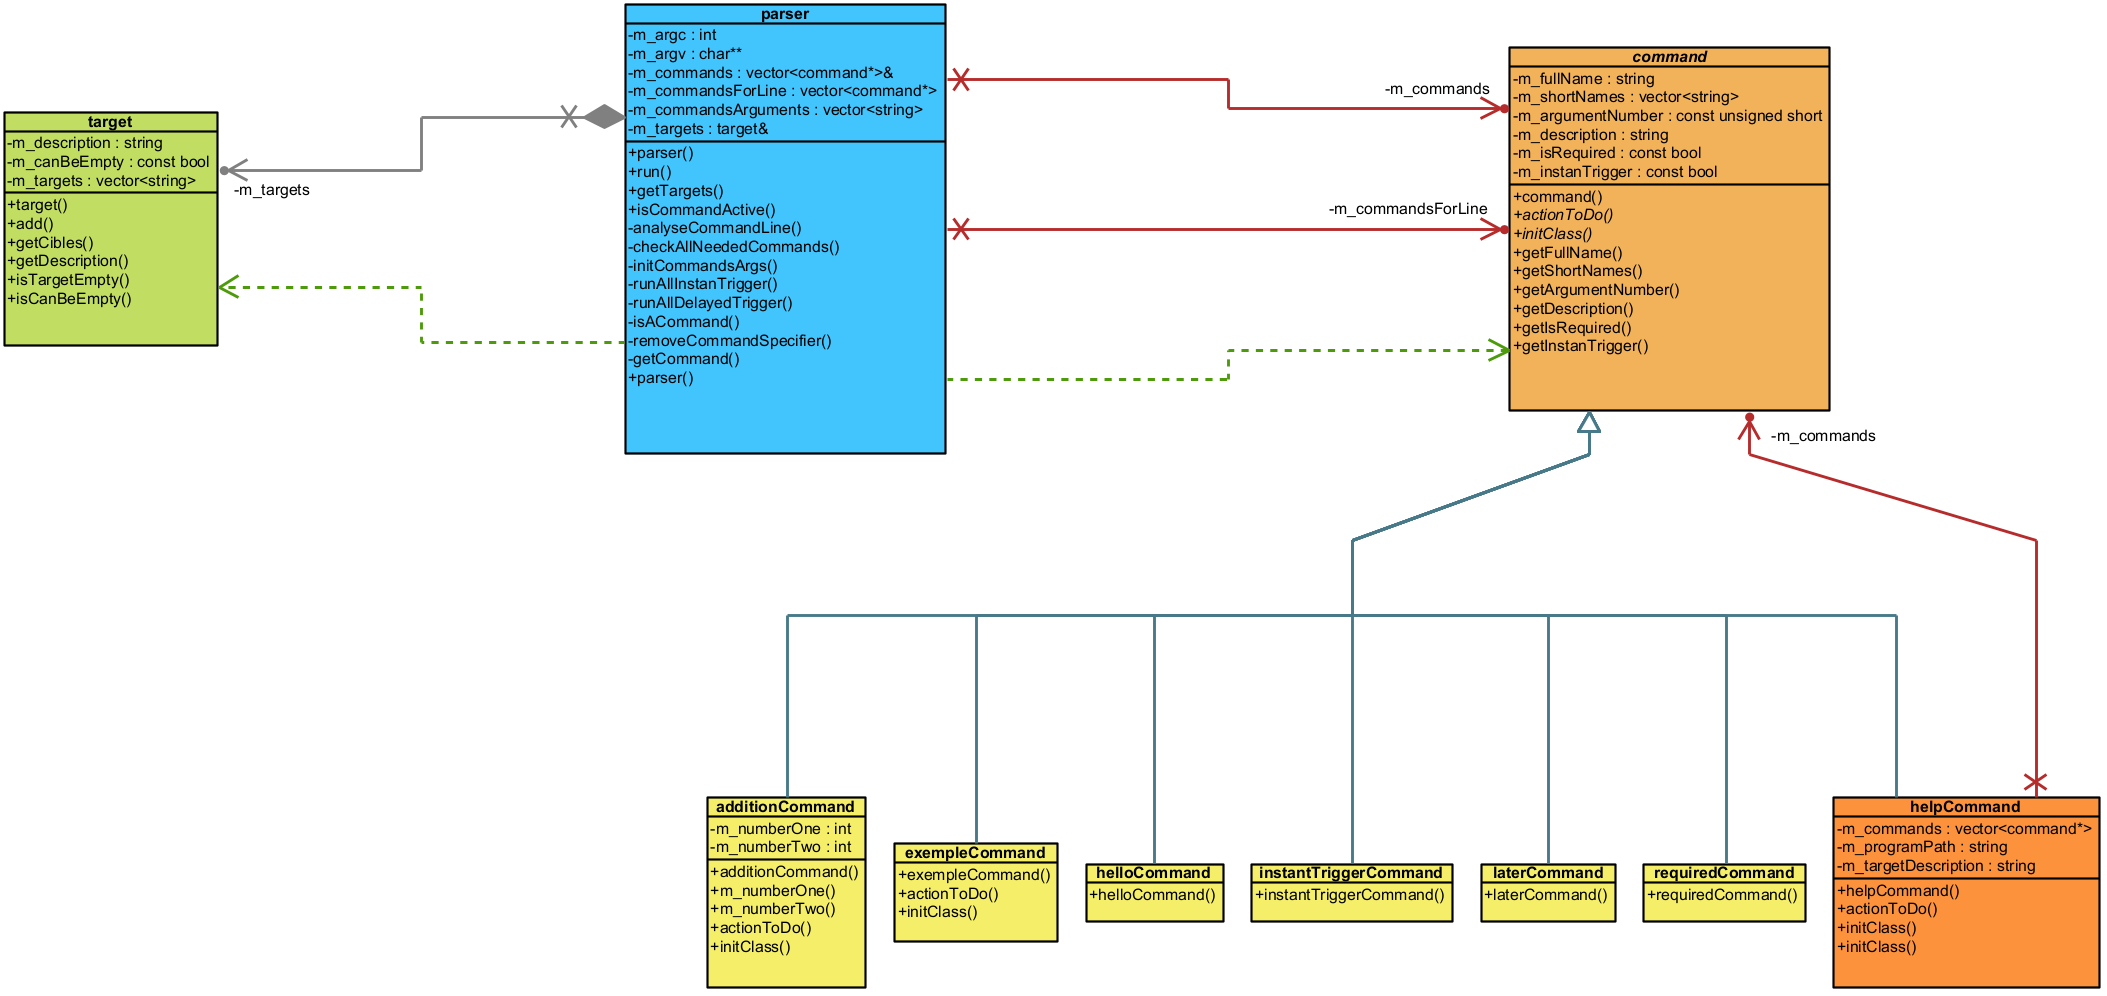 target
-m_description : string
-m_canBeEmpty : const bool
-m_targets : vector<string>
+target()
+add()
+getCibles()
+getDescription()
+isTargetEmpty()
+isCanBeEmpty()
-m_targets
parser
-m_argc : int
-m_argv : char**
-m_commands : vector<command*>&
-m_commandsForLine : vector<command*>
-m_commandsArguments : vector<string>
-m_targets : target&
+parser()
+run()
+getTargets()
+isCommandActive()
-analyseCommandLine()
-checkAllNeededCommands()
-initCommandsArgs()
-runAllInstanTrigger()
-runAllDelayedTrigger()
-isACommand()
-removeCommandSpecifier()
-getCommand()
+parser()
-m_commands
-m_commandsForLine
command
-m_fullName : string
-m_shortNames : vector<string>
-m_argumentNumber : const unsigned short
-m_description : string
-m_isRequired : const bool
-m_instanTrigger : const bool
+command()
+actionToDo()
+initClass()
+getFullName()
+getShortNames()
+getArgumentNumber()
+getDescription()
+getIsRequired()
+getInstanTrigger()
-m_commands
additionCommand
-m_numberOne : int
-m_numberTwo : int
+additionCommand()
+m_numberOne()
+m_numberTwo()
+actionToDo()
+initClass()
exempleCommand
+exempleCommand()
+actionToDo()
+initClass()
helloCommand
+helloCommand()
instantTriggerCommand
+instantTriggerCommand()
laterCommand
+laterCommand()
requiredCommand
+requiredCommand()
helpCommand
-m_commands : vector<command*>
-m_programPath : string
-m_targetDescription : string
+helpCommand()
+actionToDo()
+initClass()
+initClass()